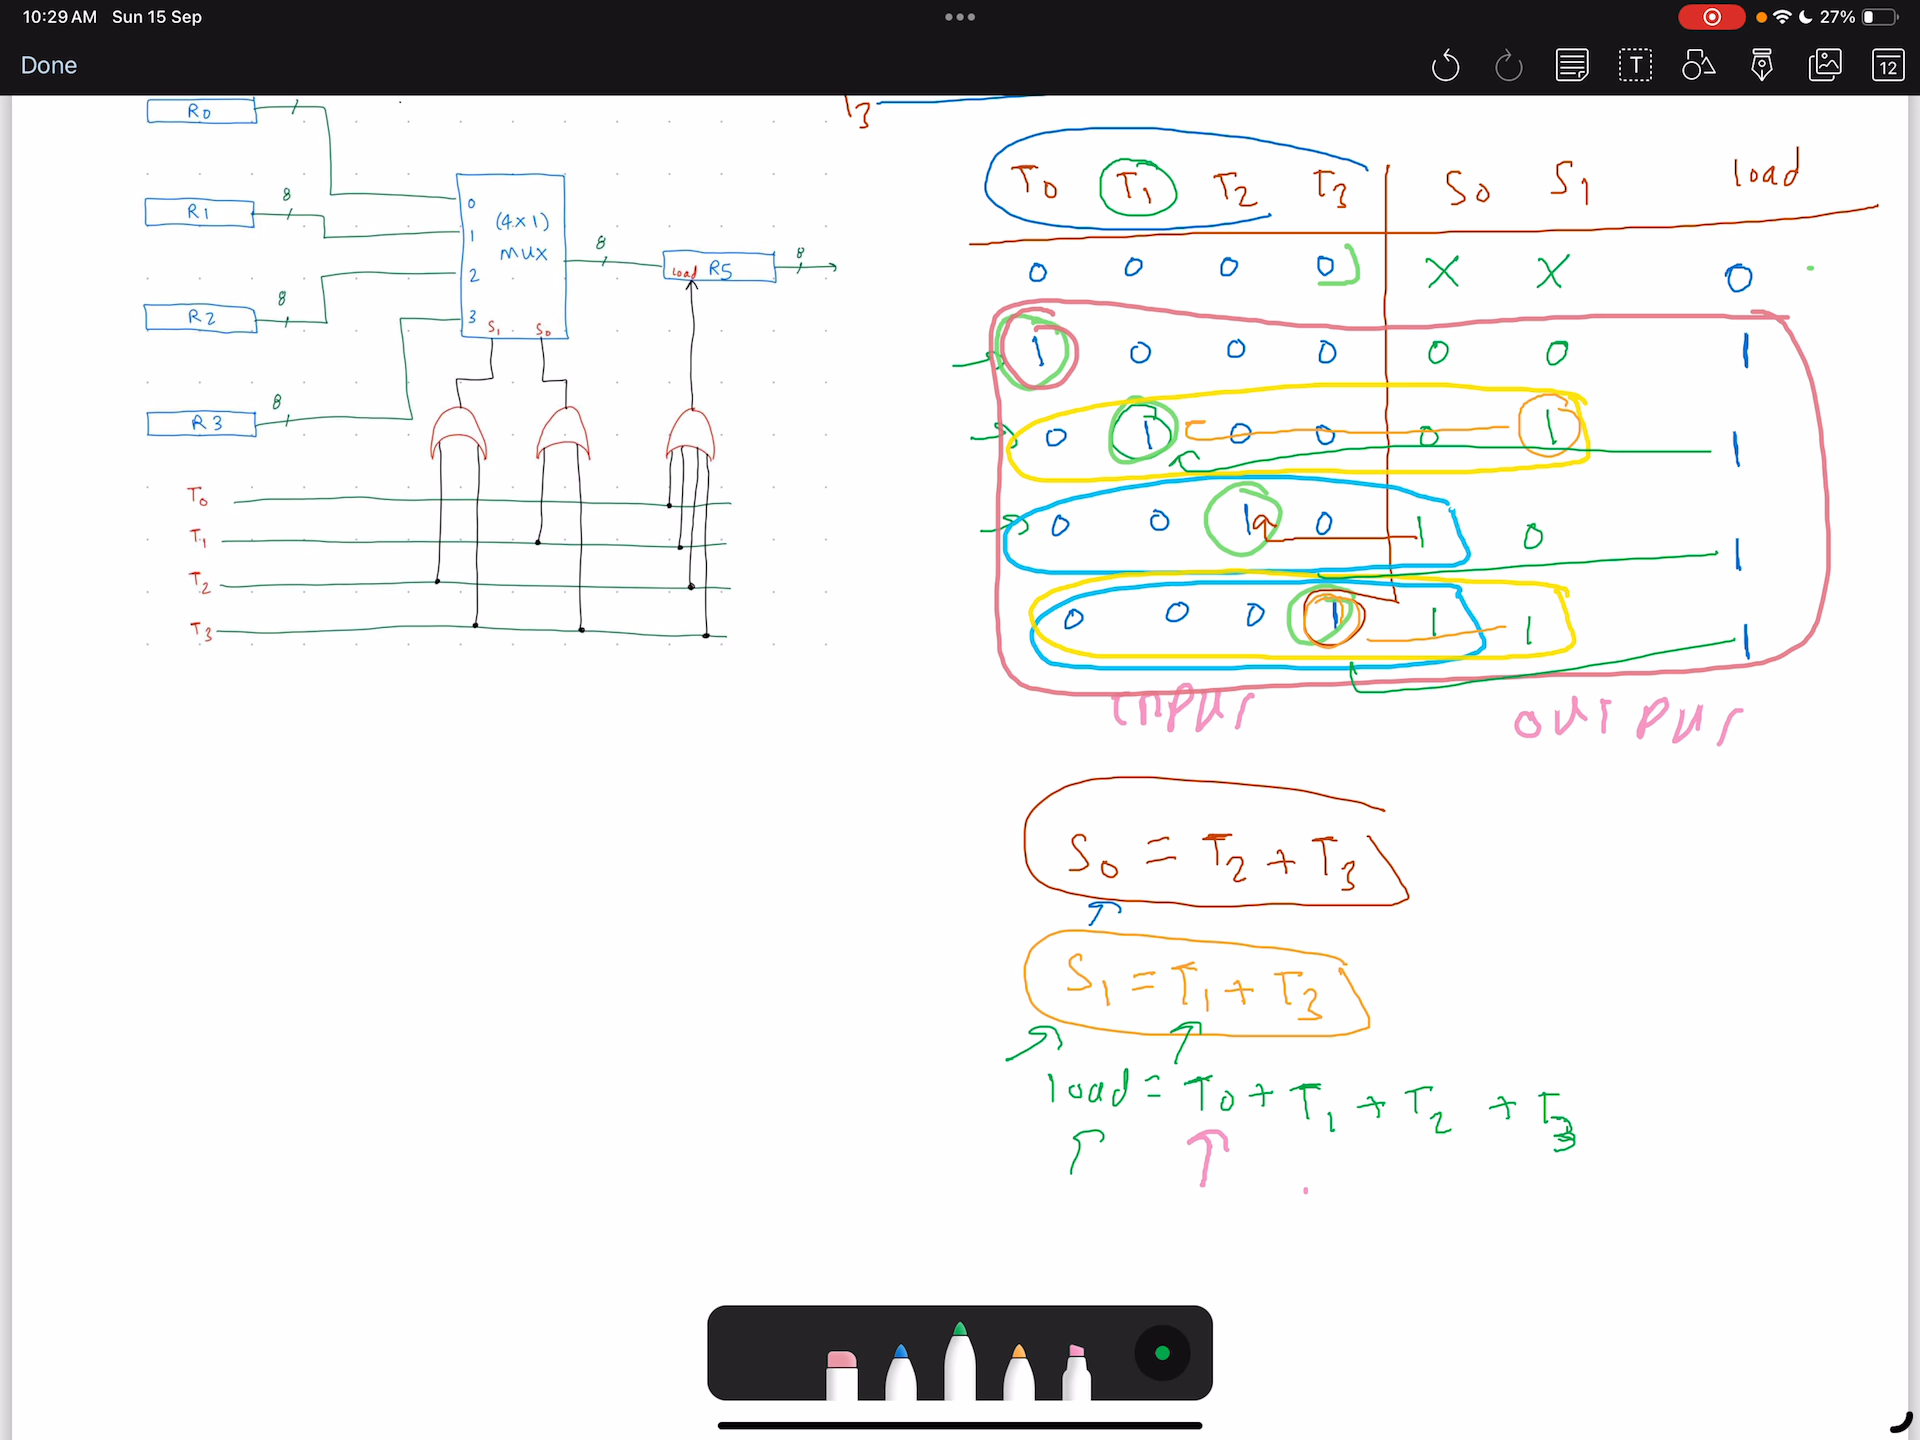 10:29 AM Sun 15 Sep
27%
Done
T
12
R0
8
R1
8
R2
8
R3
0
1
2
3
(4x1)
MUX
S1 S0
8
load R5
8
T0
T1
T2
T3
T3
T0 T1 T2 T3 S0 S1 load
0 0 0 0 X X 0
1 0 0 0 0 0 1
0 1 0 0 0 1 1
0 0 1 0 1 0 1
0 0 0 1 1 1 1
INPUT OUTPUT
S0 = T2 + T3
S1 = T1 + T3
load = T0 + T1 + T2 + T3